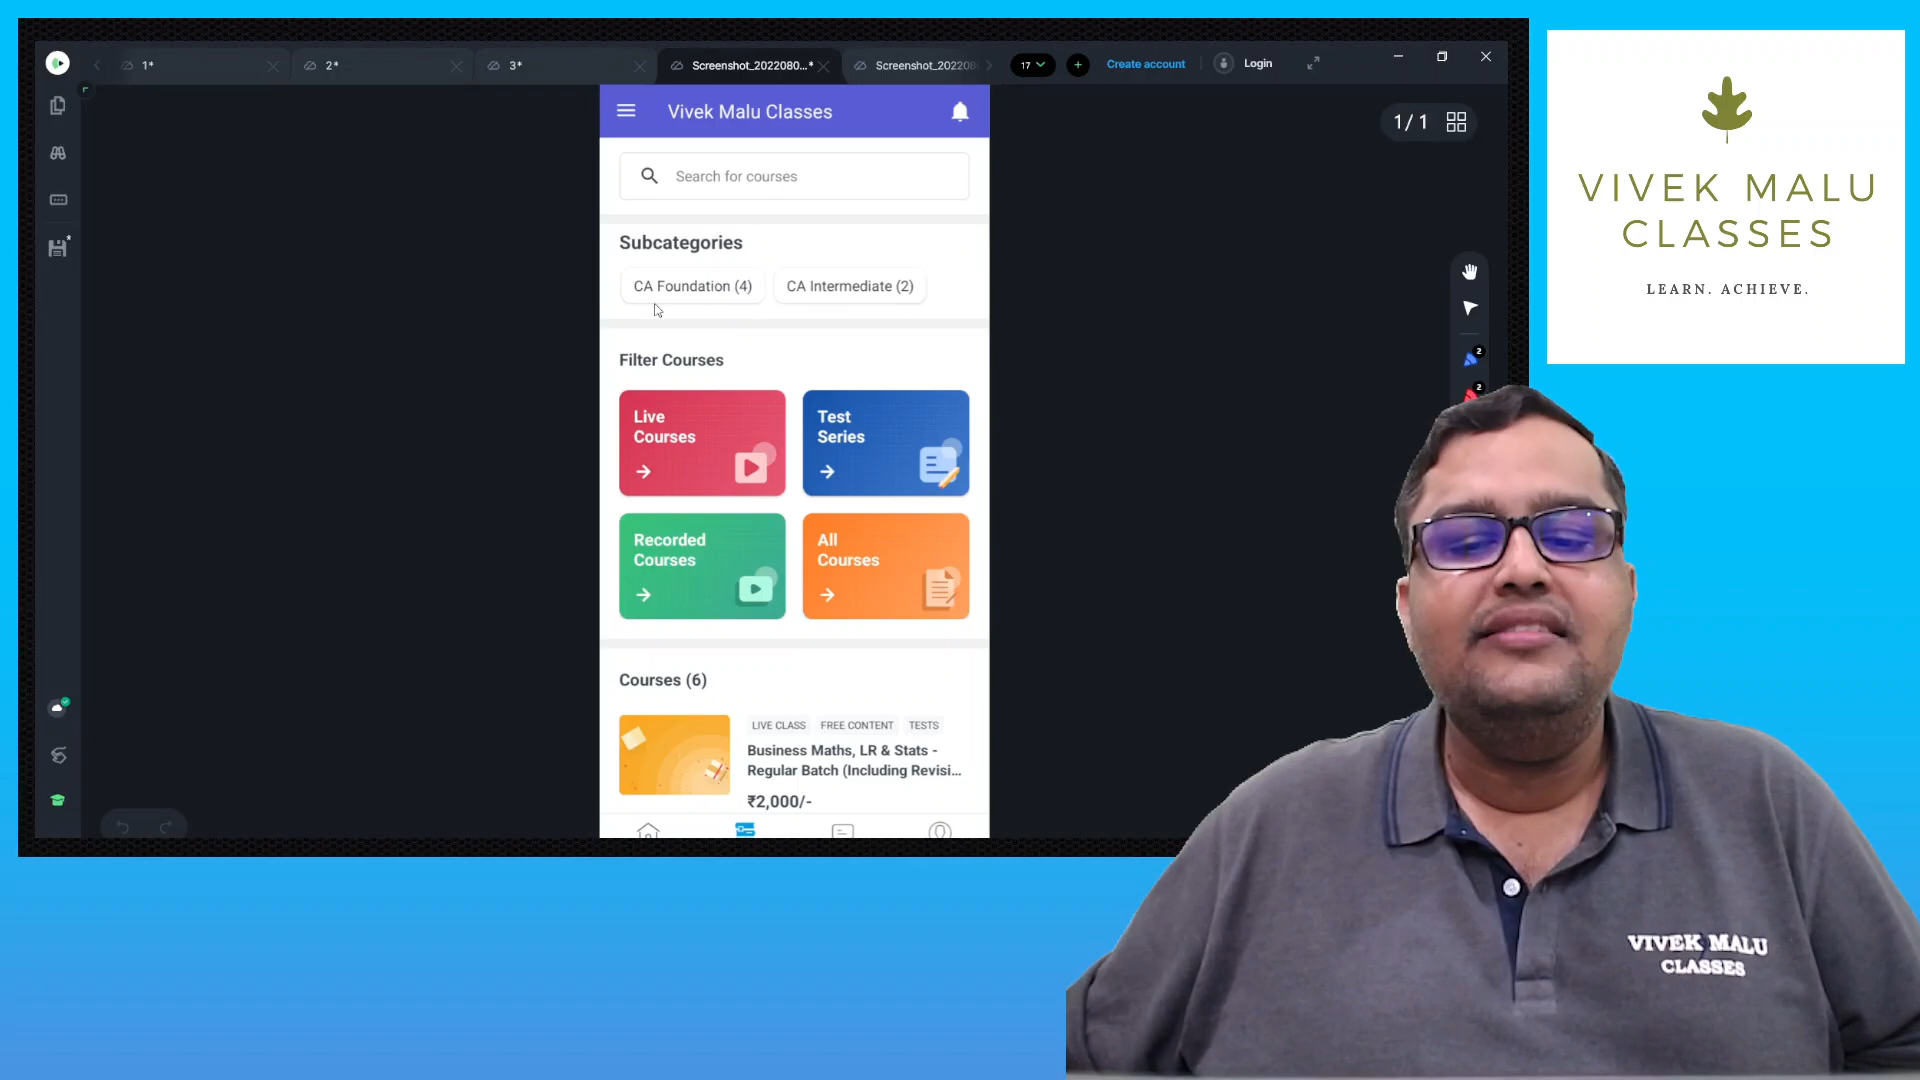 1*
2*
3*
Screenshot_2022080...*
Screenshot_202208
17
Create account
Login
Vivek Malu Classes
1/1
Search for courses
Subcategories
CA Foundation (4)
CA Intermediate (2)
Filter Courses
Live
Courses
Test
Series
Recorded
Courses
All
Courses
Courses (6)
LIVE CLASS
FREE CONTENT
TESTS
Business Maths, LR & Stats -
Regular Batch (Including Revisi...
₹2,000/-
2
2
VIVEK MALU
CLASSES
LEARN. ACHIEVE.
VIVEK MALU
CLASSES